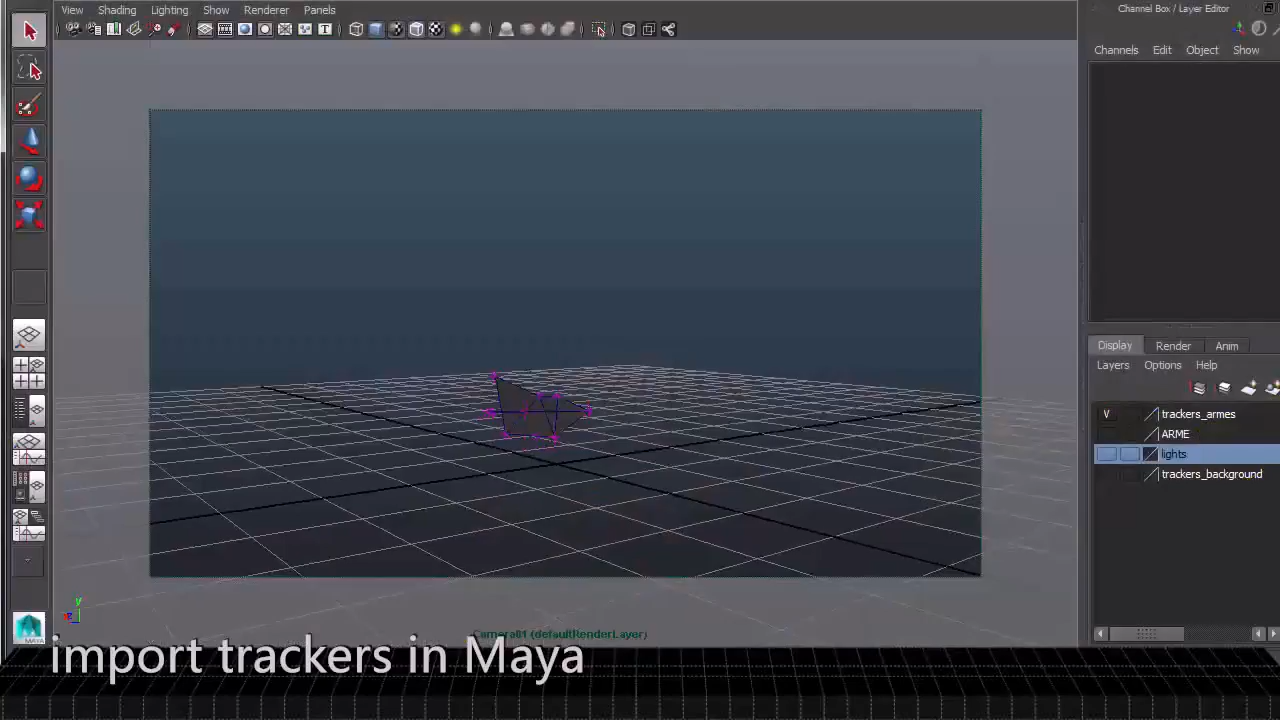 Channel Box / Layer Editor
View Shading Lighting Show Renderer Panels
Channels Edit Object Show
Display Render Anim
Layers Options Help
V trackers_armes
ARME
lights
trackers_background
Camera01 (defaultRenderLayer)
MAYA
import trackers in Maya